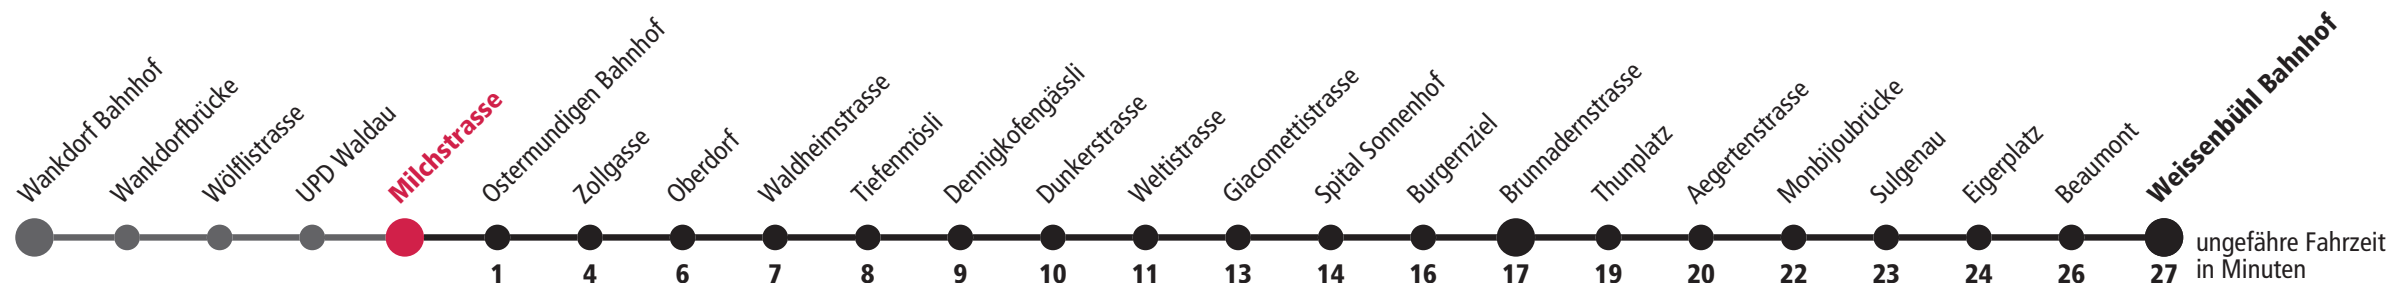 Wankdorf Bahnhof
Wankdorfbrücke
Wölflistrasse
UPD Waldau
Milchstrasse
Ostermundigen Bahnhof
Zollgasse
Oberdorf
Waldheimstrasse
Tiefenmösli
Dennigkofengässli
Dunkerstrasse
Weltistrasse
Giacomettistrasse
Spital Sonnenhof
Burgernziel
Brunnadernstrasse
Thunplatz
Aegertenstrasse
Monbijoubrücke
Sulgenau
Eigerplatz
Beaumont
Weissenbühl Bahnhof
1 4 6 7 8 9 10 11 13 14 16 17 19 20 22 23 24 26 27
ungefähre Fahrzeit
in Minuten